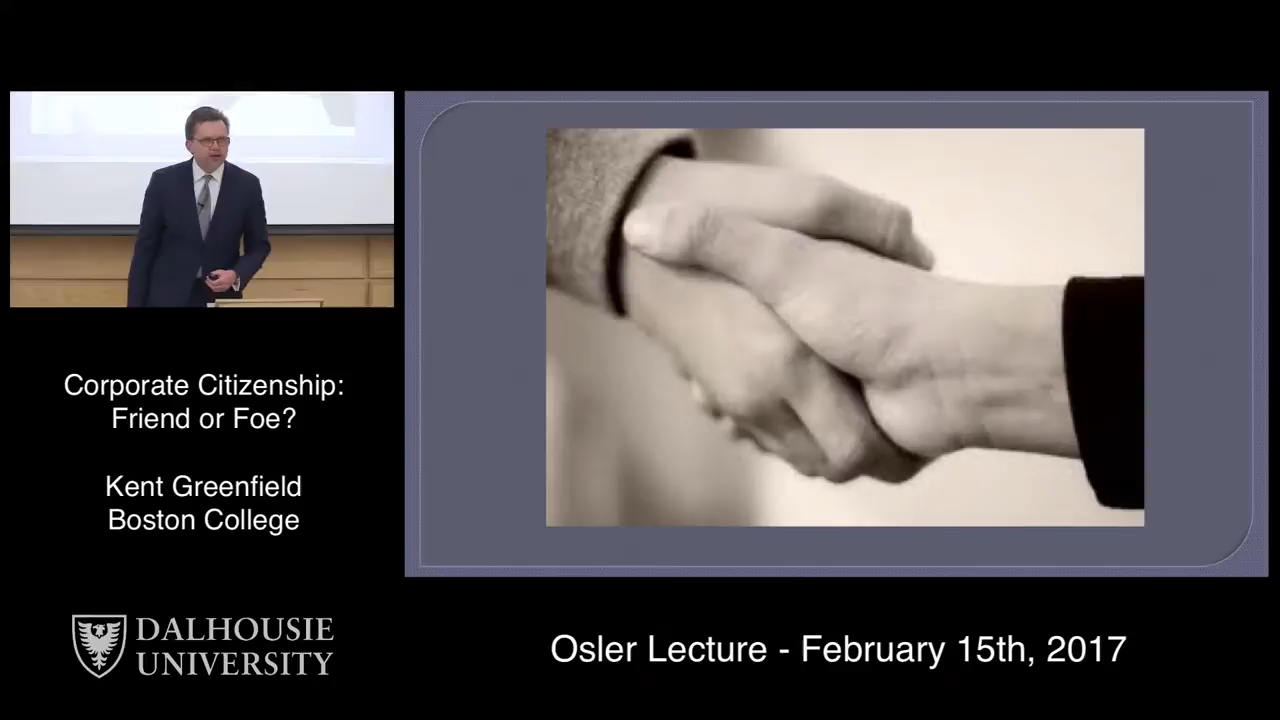 Corporate Citizenship:
Friend or Foe?
Kent Greenfield
Boston College
DALHOUSIE
UNIVERSITY
Osler Lecture - February 15th, 2017